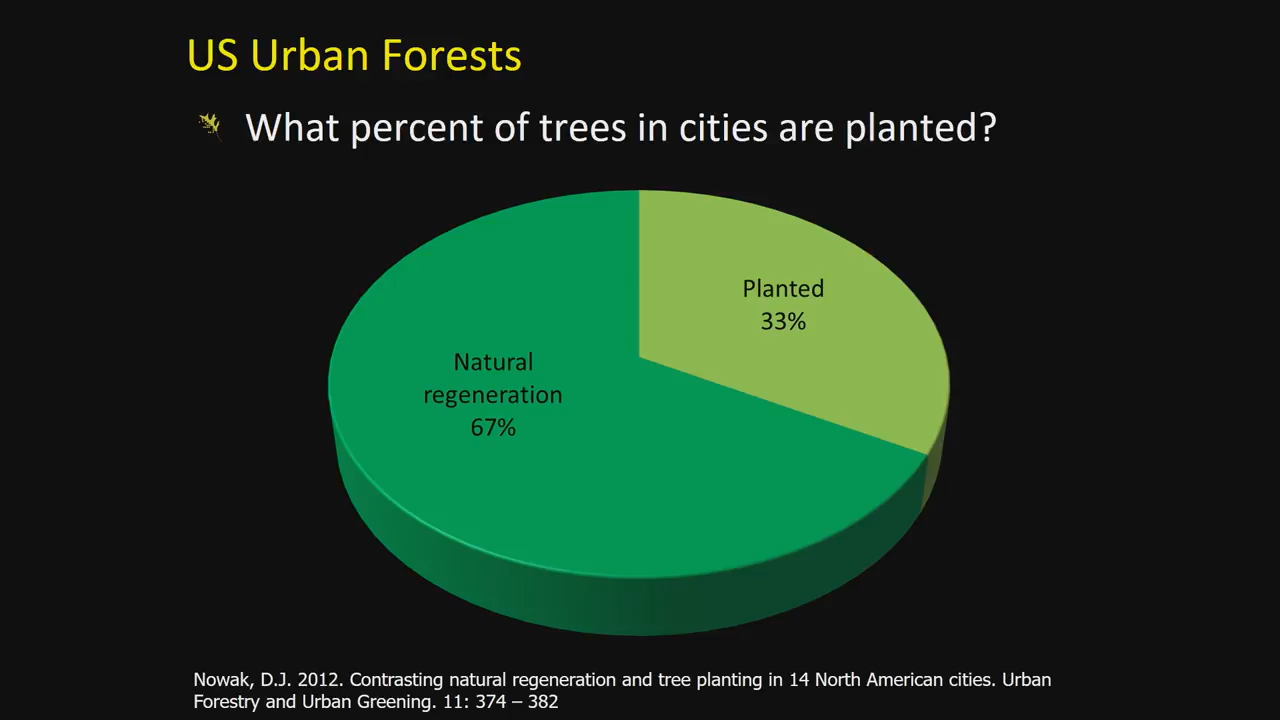 US Urban Forests
What percent of trees in cities are planted?
Planted
33%
Natural
regeneration
67%
Nowak, D.J. 2012. Contrasting natural regeneration and tree planting in 14 North American cities. Urban
Forestry and Urban Greening. 11: 374 – 382